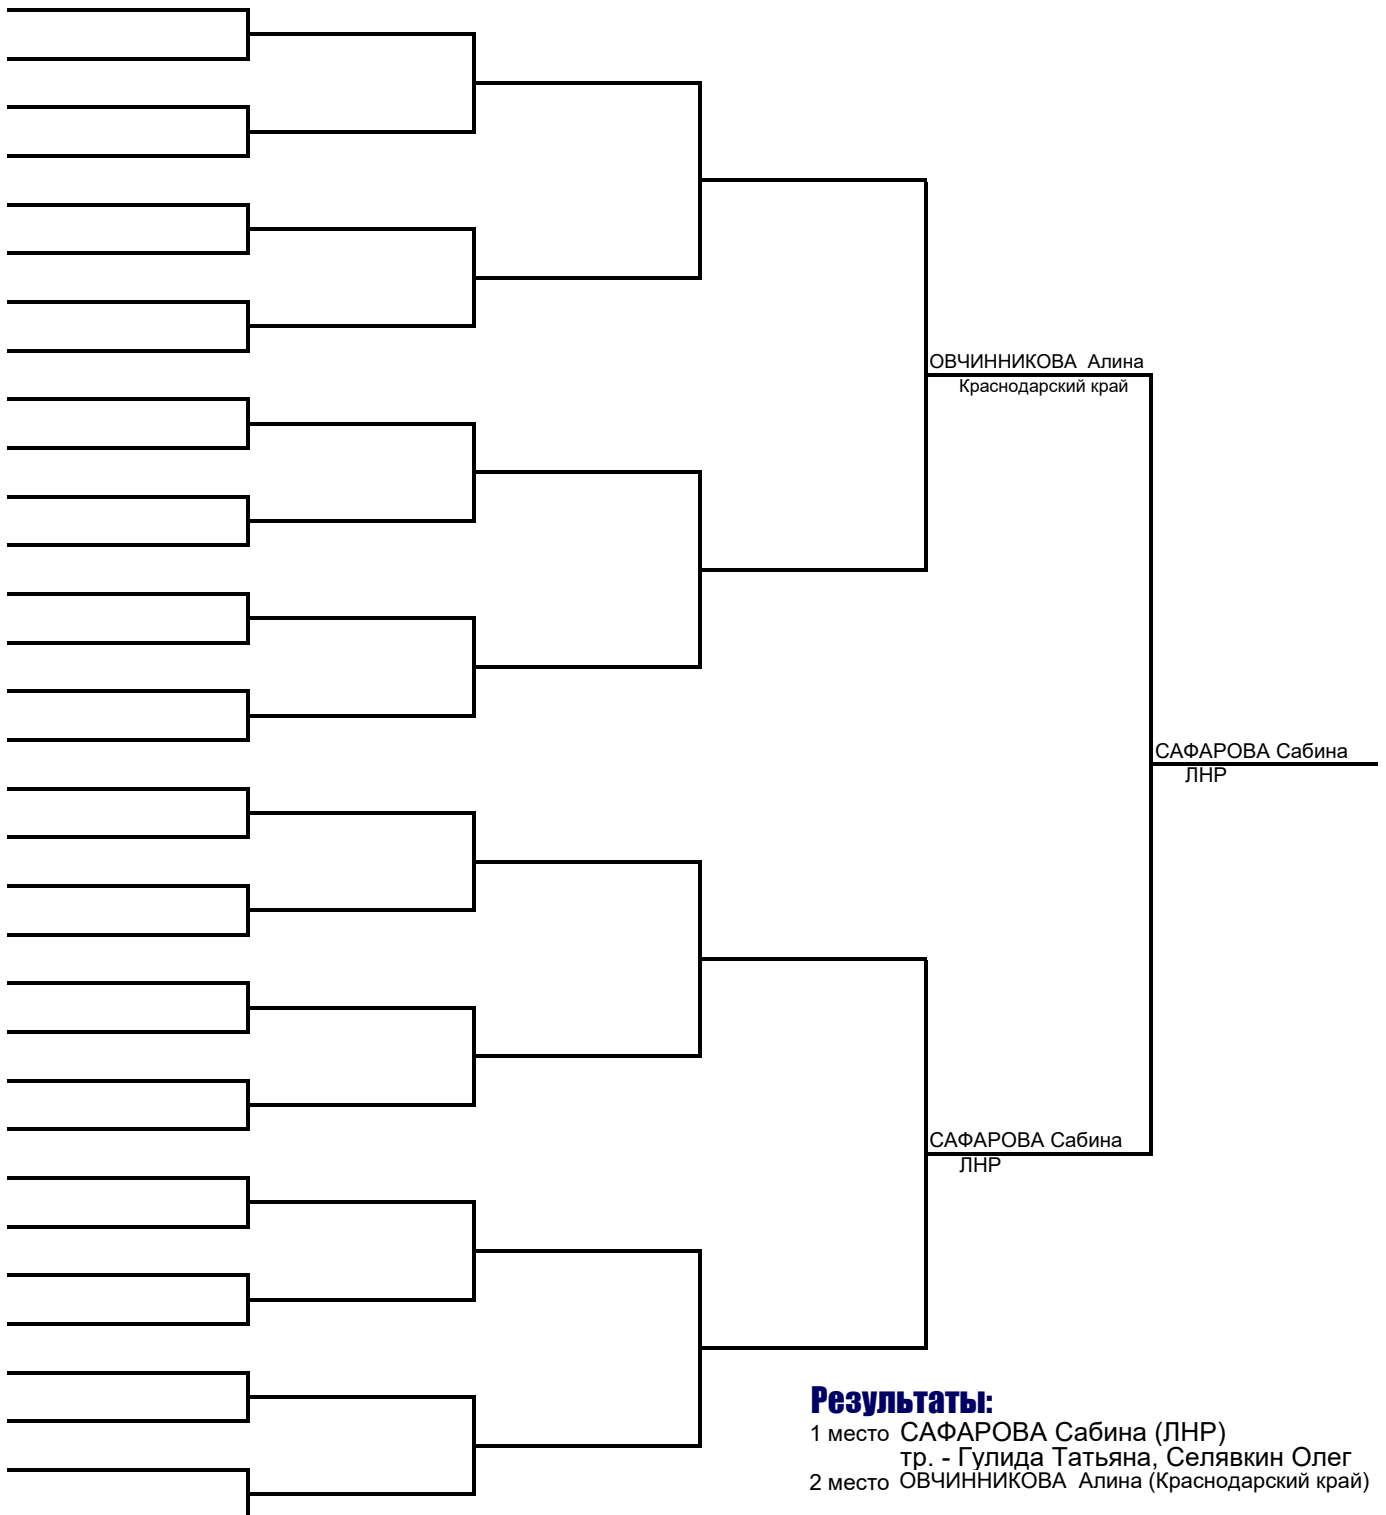 ОВЧИННИКОВА Алина
Краснодарский край
САФАРОВА Сабина
ЛНР
САФАРОВА Сабина
ЛНР
Результаты:
1 место САФАРОВА Сабина (ЛНР)
тр. - Гулида Татьяна, Селявкин Олег
2 место ОВЧИННИКОВА Алина (Краснодарский край)